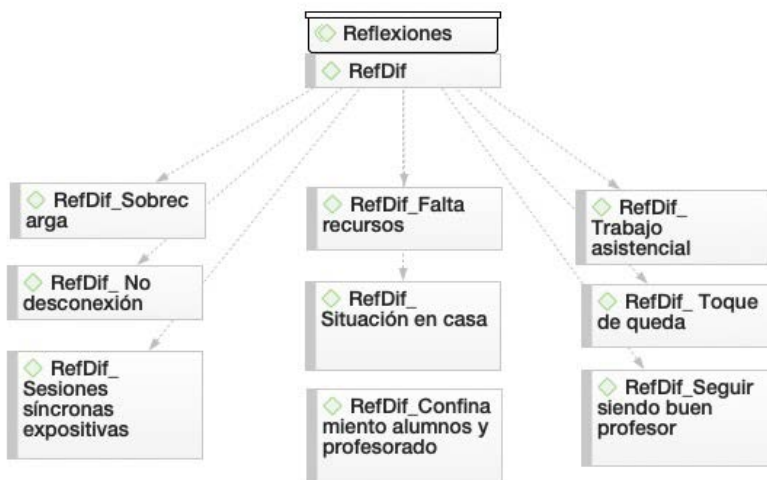 Reflexiones
RefDif
RefDif_Sobrec
arga
RefDif_ No
desconexión
RefDif_
Sesiones
síncronas
expositivas
RefDif_Falta
recursos
RefDif_
Situación en casa
RefDif_Confina
miento alumnos y
profesorado
RefDif_
Trabajo
asistencial
RefDif_ Toque
de queda
RefDif_Seguir
siendo buen
profesor